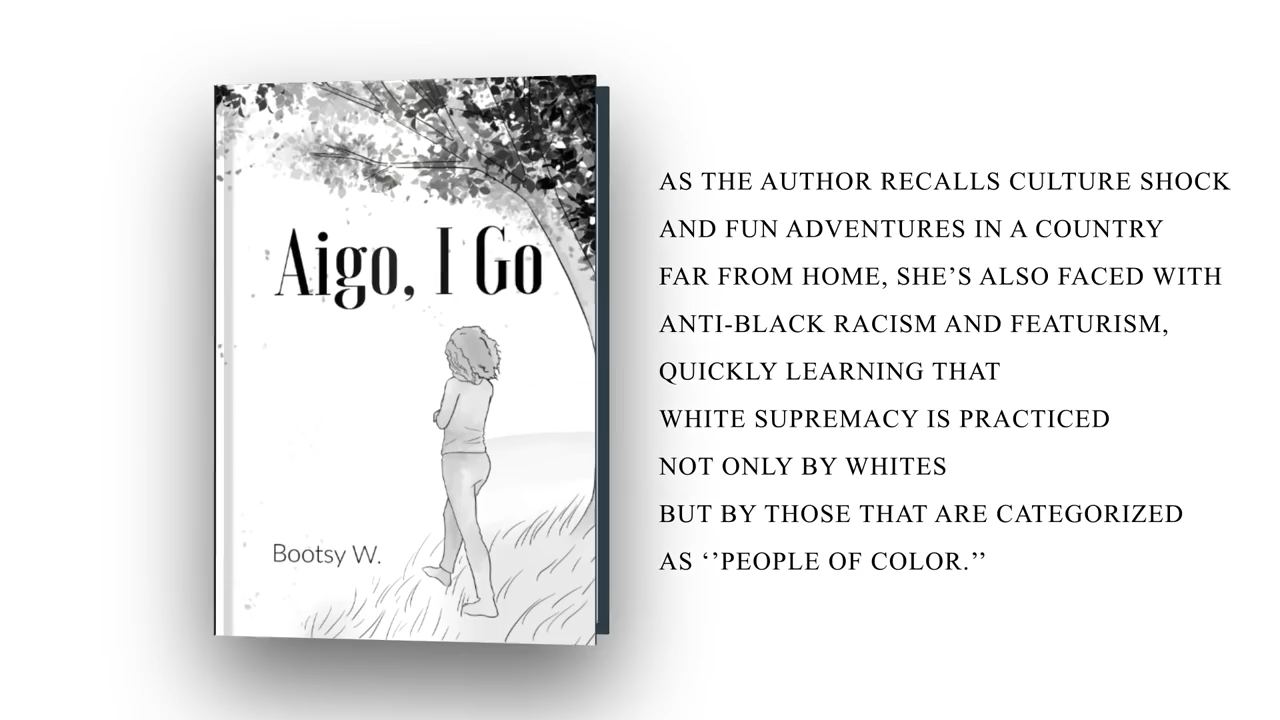 Aigo, I Go
Bootsy W.
AS THE AUTHOR RECALLS CULTURE SHOCK
AND FUN ADVENTURES IN A COUNTRY
FAR FROM HOME, SHE’S ALSO FACED WITH
ANTI-BLACK RACISM AND FEATURISM,
QUICKLY LEARNING THAT
WHITE SUPREMACY IS PRACTICED
NOT ONLY BY WHITES
BUT BY THOSE THAT ARE CATEGORIZED
AS ‘’PEOPLE OF COLOR.’’